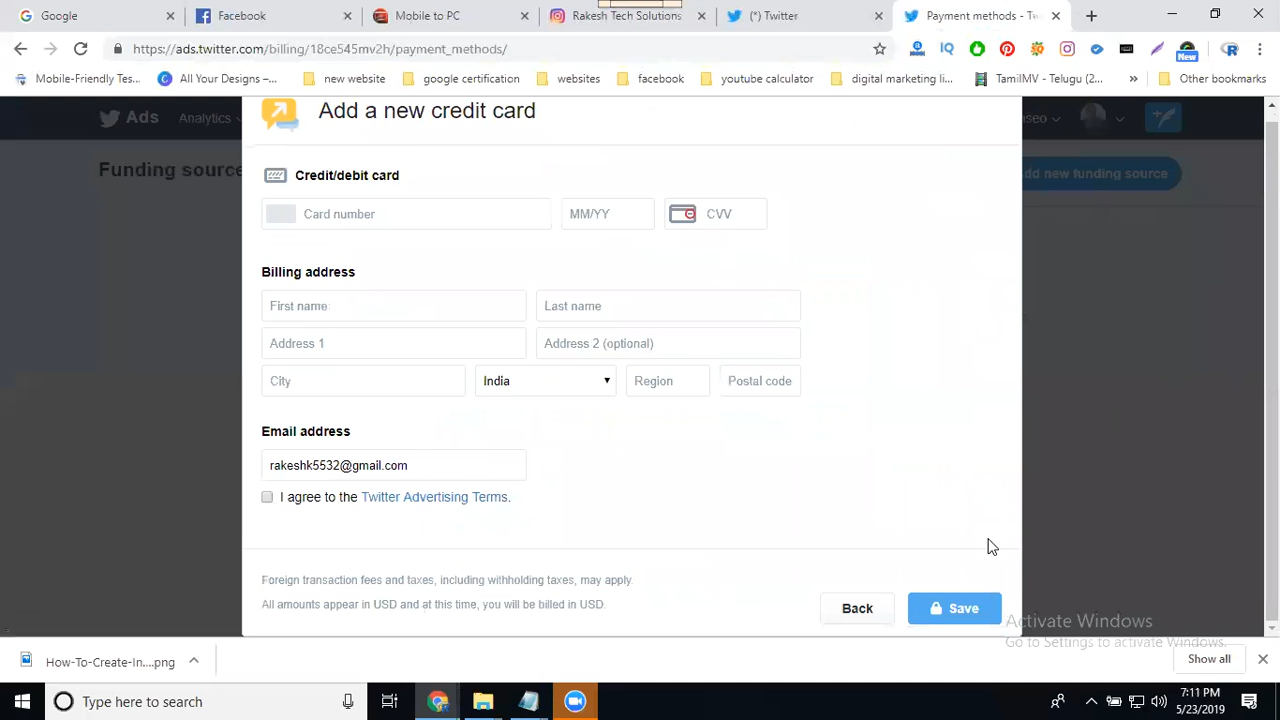 Google
Facebook
Mobile to PC
Rakesh Tech Solutions
(*) Twitter
Payment methods - Tw
https://ads.twitter.com/billing/18ce545mv2h/payment_methods/
New
Mobile-Friendly Tes...
All Your Designs –...
new website
google certification
websites
facebook
youtube calculator
digital marketing li...
TamilMV - Telugu (2...
Other bookmarks
Ads
Analytics
Funding source
dd new funding source
Add a new credit card
Credit/debit card
Card number
MM/YY
CVV
Billing address
First name
Last name
Address 1
Address 2 (optional)
City
India
Region
Postal code
Email address
rakeshk5532@gmail.com
I agree to the Twitter Advertising Terms.
Foreign transaction fees and taxes, including withholding taxes, may apply.
All amounts appear in USD and at this time, you will be billed in USD.
Back
Save
Activate Windows
Go to Settings to activate Windows.
How-To-Create-In....png
Show all
Type here to search
7:11 PM
5/23/2019